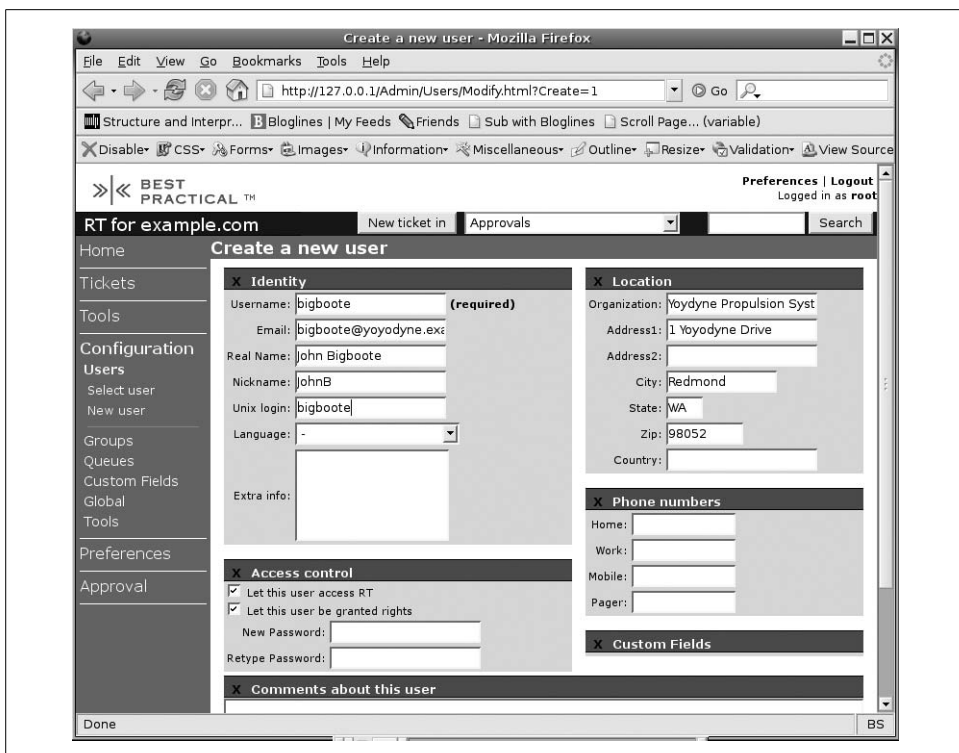 Create a new user - Mozilla Firefox
File Edit View Go Bookmarks Tools Help
http://127.0.0.1/Admin/Users/Modify.html?Create=1 Go
Structure and Interpr... Bloglines | My Feeds Friends Sub with Bloglines Scroll Page... (variable)
Disable CSS Forms Images Information Miscellaneous Outline Resize Validation View Source
BEST
PRACTICAL ™
Preferences | Logout
Logged in as root
RT for example.com New ticket in Approvals Search
Home
Tickets
Tools
Configuration
Users
Select user
New user
Groups
Queues
Custom Fields
Global
Tools
Preferences
Approval
Create a new user
X Identity
Username: bigboote (required)
Email: bigboote@yoyodyne.exa
Real Name: John Bigboote
Nickname: JohnB
Unix login: bigboote
Language: -
Extra info:
X Access control
Let this user access RT
Let this user be granted rights
New Password:
Retype Password:
X Location
Organization: Yoydyne Propulsion Syst
Address1: 1 Yoyodyne Drive
Address2:
City: Redmond
State: WA
Zip: 98052
Country:
X Phone numbers
Home:
Work:
Mobile:
Pager:
X Custom Fields
X Comments about this user
Done BS